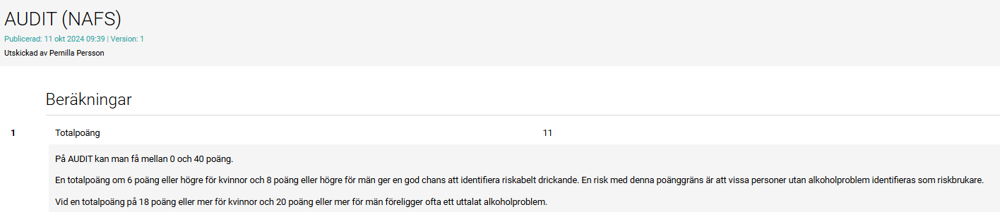 AUDIT (NAFS)
Publicerad: 11 okt 2024 09:39 | Version: 1
Utskickad av Pernilla Persson
Beräkningar
1 Totalpoäng 11
På AUDIT kan man få mellan 0 och 40 poäng.
En totalpoäng om 6 poäng eller högre för kvinnor och 8 poäng eller högre för män ger en god chans att identifiera riskabelt drickande. En risk med denna poänggräns är att vissa personer utan alkoholproblem identifieras som riskbrukare.
Vid en totalpoäng på 18 poäng eller mer för kvinnor och 20 poäng eller mer för män föreligger ofta ett uttalat alkoholproblem.